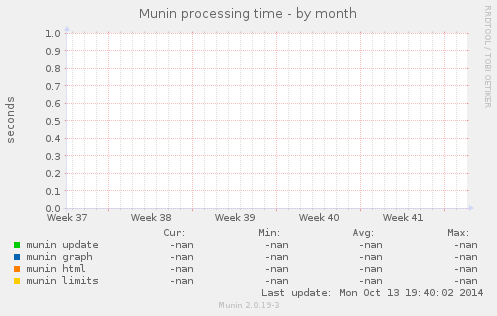 Munin processing time - by month
RRDTOOL / TOBI OETIKER
seconds
1.0
0.9
0.8
0.7
0.6
0.5
0.4
0.3
0.2
0.1
0.0
Week 37 Week 38 Week 39 Week 40 Week 41
Cur: Min: Avg: Max:
munin update -nan -nan -nan -nan
munin graph -nan -nan -nan -nan
munin html -nan -nan -nan -nan
munin limits -nan -nan -nan -nan
Last update: Mon Oct 13 19:40:02 2014
Munin 2.0.19-3